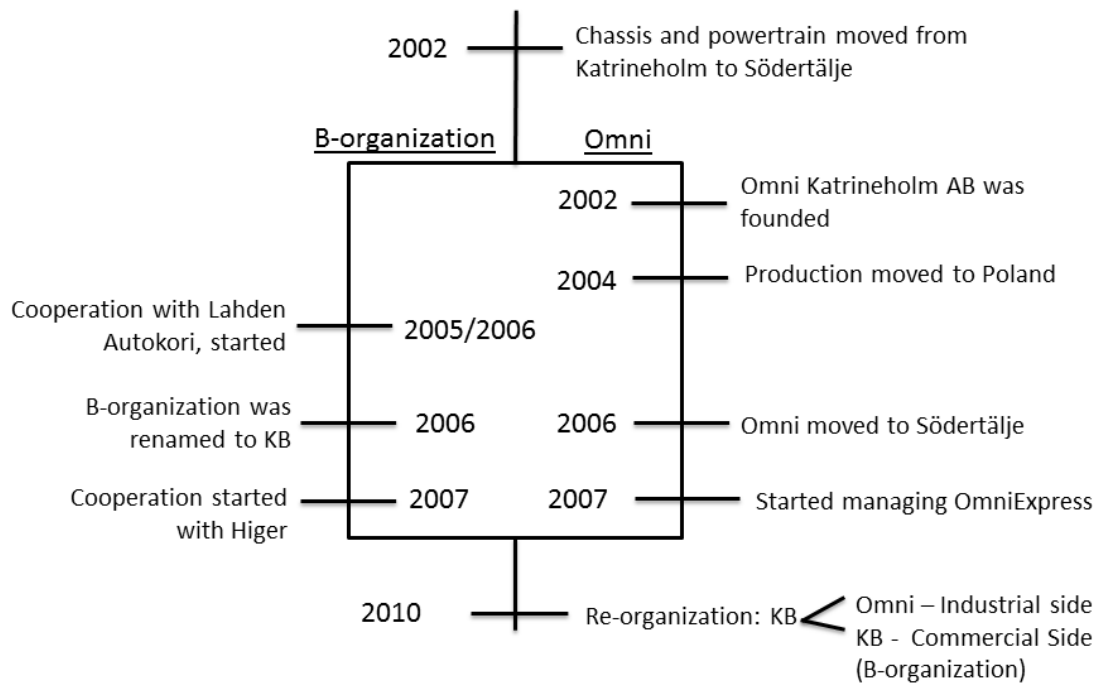 2002
Chassis and powertrain moved from
Katrineholm to Södertälje
B-organization
Omni
2002
Omni Katrineholm AB was
founded
2004
Production moved to Poland
Cooperation with Lahden
Autokori, started
2005/2006
B-organization was
renamed to KB
2006
2006
Omni moved to Södertälje
Cooperation started
with Higer
2007
2007
Started managing OmniExpress
2010
Re-organization: KB
Omni – Industrial side
KB - Commercial Side
(B-organization)